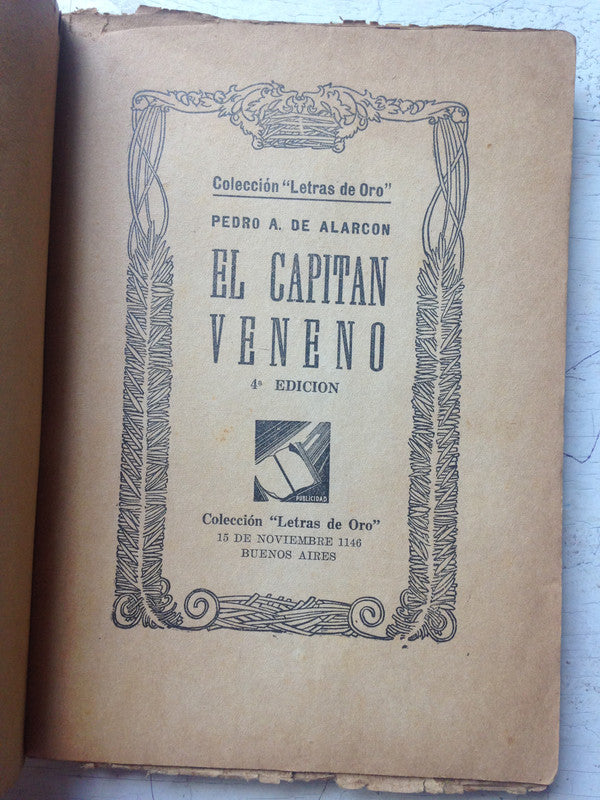 Colección "Letras de Oro"
PEDRO A. DE ALARCON
EL CAPITAN
VENENO
4ª EDICION
PUBLICIDAD
Colección "Letras de Oro"
15 DE NOVIEMBRE 1146
BUENOS AIRES